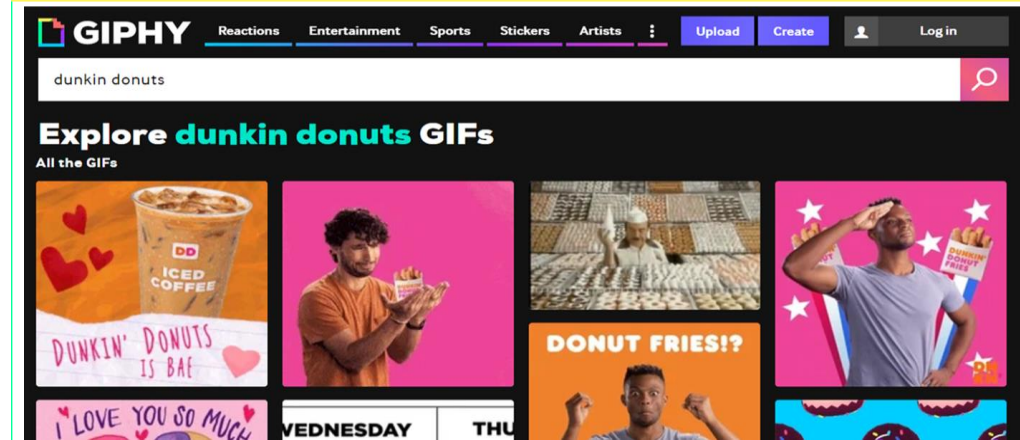 GIPHY
Reactions
Entertainment
Sports
Stickers
Artists
Upload
Create
Log in
dunkin donuts
Explore dunkin donuts GIFs
All the GIFs
DD
ICED
COFFEE
DUNKIN' DONUTS
IS BAE
DUNKIN'
DONUT
FRIES
DONUT FRIES!?
I LOVE YOU SO MUCH
WEDNESDAY
THU